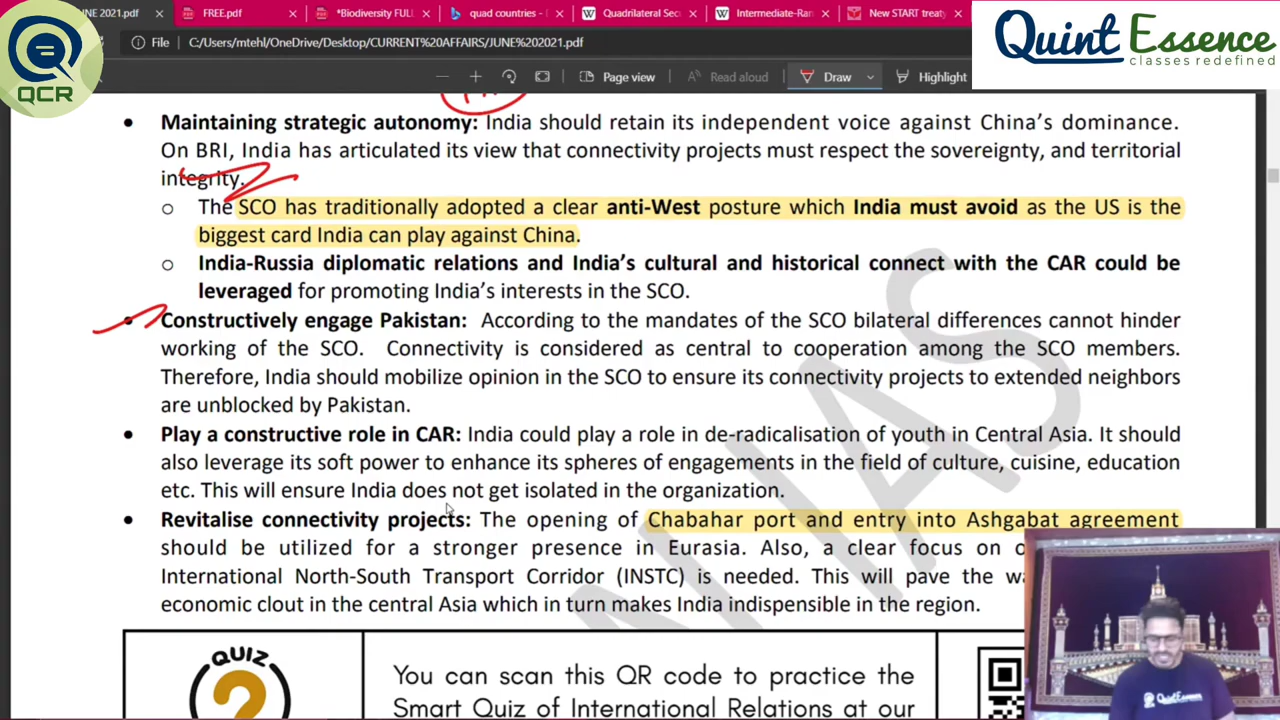 UNE 2021.pdf
FREE.pdf
*Biodiversity FULL
quad countries -
Quadrilateral Sec
Intermediate-Ran
New START treaty
File C:/Users/mtehl/OneDrive/Desktop/CURRENT%20AFFAIRS/JUNE%202021.pdf
Page view
Read aloud
Draw
Highlight
QCR
Quint Essence
classes redefined
• Maintaining strategic autonomy: India should retain its independent voice against China's dominance.
On BRI, India has articulated its view that connectivity projects must respect the sovereignty, and territorial
integrity.
o The SCO has traditionally adopted a clear anti-West posture which India must avoid as the US is the
biggest card India can play against China.
o India-Russia diplomatic relations and India's cultural and historical connect with the CAR could be
leveraged for promoting India's interests in the SCO.
• Constructively engage Pakistan: According to the mandates of the SCO bilateral differences cannot hinder
working of the SCO. Connectivity is considered as central to cooperation among the SCO members.
Therefore, India should mobilize opinion in the SCO to ensure its connectivity projects to extended neighbors
are unblocked by Pakistan.
• Play a constructive role in CAR: India could play a role in de-radicalisation of youth in Central Asia. It should
also leverage its soft power to enhance its spheres of engagements in the field of culture, cuisine, education
etc. This will ensure India does not get isolated in the organization.
• Revitalise connectivity projects: The opening of Chabahar port and entry into Ashgabat agreement
should be utilized for a stronger presence in Eurasia. Also, a clear focus on
International North-South Transport Corridor (INSTC) is needed. This will pave the
economic clout in the central Asia which in turn makes India indispensible in the region.
QUIZ
You can scan this QR code to practice the
Smart Quiz of International Relations at our
NIAS
QuintEssence